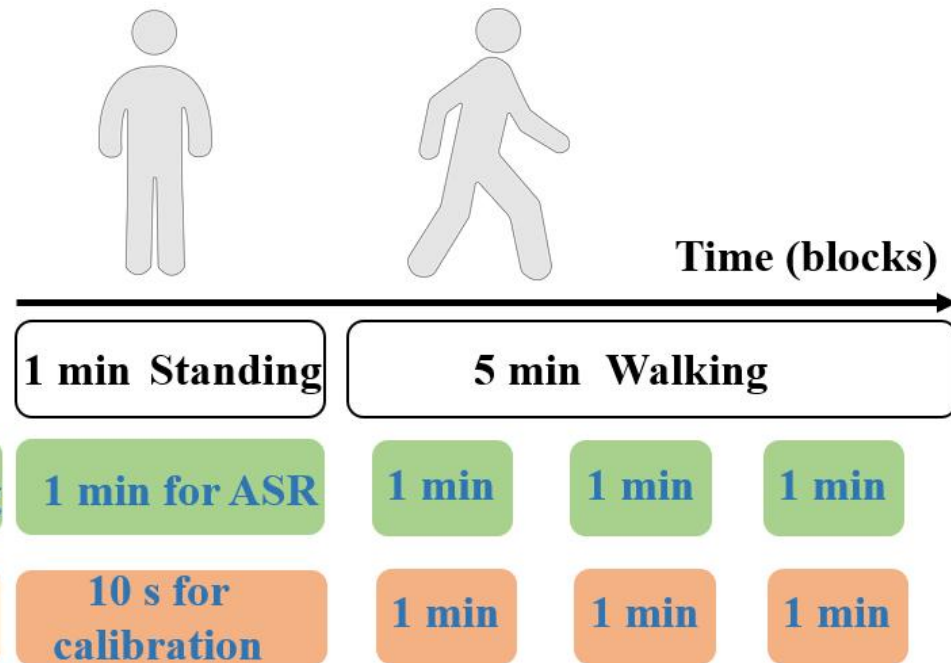 Time (blocks)
1 min Standing
5 min Walking
1 min for ASR
1 min
1 min
1 min
10 s for
calibration
1 min
1 min
1 min